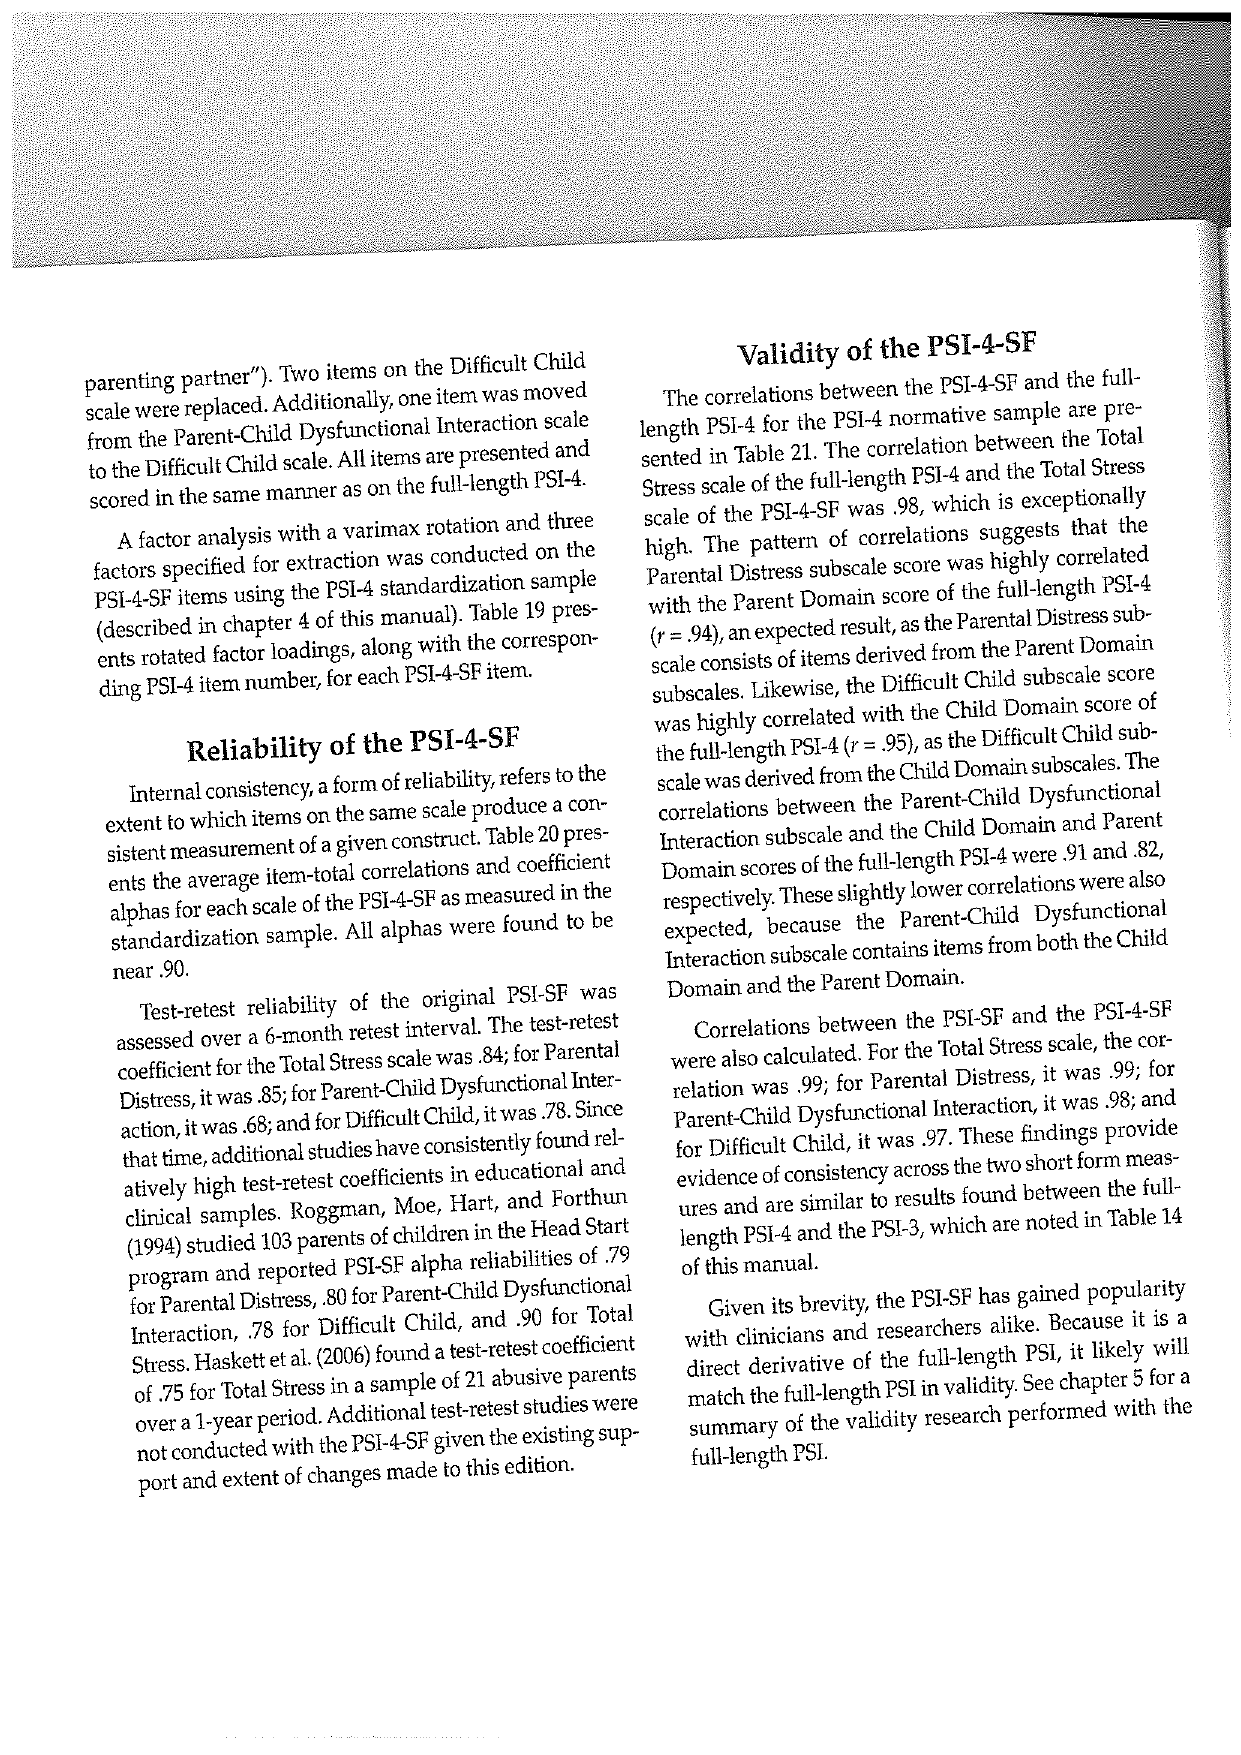 parenting partner"). Two items on the Difficult Child
scale were replaced. Additionally, one item was moved
from the Parent-Child Dysfunctional Interaction scale
to the Difficult Child scale. All items are presented and
scored in the same manner as on the full-length PSI-4.
A factor analysis with a varimax rotation and three
factors specified for extraction was conducted on the
PSI-4-SF items using the PSI-4 standardization sample
(described in chapter 4 of this manual). Table 19 pres-
ents rotated factor loadings, along with the correspon-
ding PSI-4 item number, for each PSI-4-SF item.
Reliability of the PSI-4-SF
Internal consistency, a form of reliability, refers to the
extent to which items on the same scale produce a con-
sistent measurement of a given construct. Table 20 pres-
ents the average item-total correlations and coefficient
alphas for each scale of the PSI-4-SF as measured in the
standardization sample. All alphas were found to be
near .90.
Test-retest reliability of the original PSI-SF was
assessed over a 6-month retest interval. The test-retest
coefficient for the Total Stress scale was .84; for Parental
Distress, it was .85; for Parent-Child Dysfunctional Inter-
action, it was .68; and for Difficult Child, it was .78. Since
that time, additional studies have consistently found rel-
atively high test-retest coefficients in educational and
clinical samples. Roggman, Moe, Hart, and Forthun
(1994) studied 103 parents of children in the Head Start
program and reported PSI-SF alpha reliabilities of .79
for Parental Distress, .80 for Parent-Child Dysfunctional
Interaction, .78 for Difficult Child, and .90 for Total
Stress. Haskett et al. (2006) found a test-retest coefficient
of .75 for Total Stress in a sample of 21 abusive parents
over a 1-year period. Additional test-retest studies were
not conducted with the PSI-4-SF given the existing sup-
port and extent of changes made to this edition.
Validity of the PSI-4-SF
The correlations between the PSI-4-SF and the full-
length PSI-4 for the PSI-4 normative sample are pre-
sented in Table 21. The correlation between the Total
Stress scale of the full-length PSI-4 and the Total Stress
scale of the PSI-4-SF was .98, which is exceptionally
high. The pattern of correlations suggests that the
Parental Distress subscale score was highly correlated
with the Parent Domain score of the full-length PSI-4
(r = .94), an expected result, as the Parental Distress sub-
scale consists of items derived from the Parent Domain
subscales. Likewise, the Difficult Child subscale score
was highly correlated with the Child Domain score of
the full-length PSI-4 (r = .95), as the Difficult Child sub-
scale was derived from the Child Domain subscales. The
correlations between the Parent-Child Dysfunctional
Interaction subscale and the Child Domain and Parent
Domain scores of the full-length PSI-4 were .91 and .82,
respectively. These slightly lower correlations were also
expected, because the Parent-Child Dysfunctional
Interaction subscale contains items from both the Child
Domain and the Parent Domain.
Correlations between the PSI-SF and the PSI-4-SF
were also calculated. For the Total Stress scale, the cor-
relation was .99; for Parental Distress, it was .99; for
Parent-Child Dysfunctional Interaction, it was .98; and
for Difficult Child, it was .97. These findings provide
evidence of consistency across the two short form meas-
ures and are similar to results found between the full-
length PSI-4 and the PSI-3, which are noted in Table 14
of this manual.
Given its brevity, the PSI-SF has gained popularity
with clinicians and researchers alike. Because it is a
direct derivative of the full-length PSI, it likely will
match the full-length PSI in validity. See chapter 5 for a
summary of the validity research performed with the
full-length PSI.